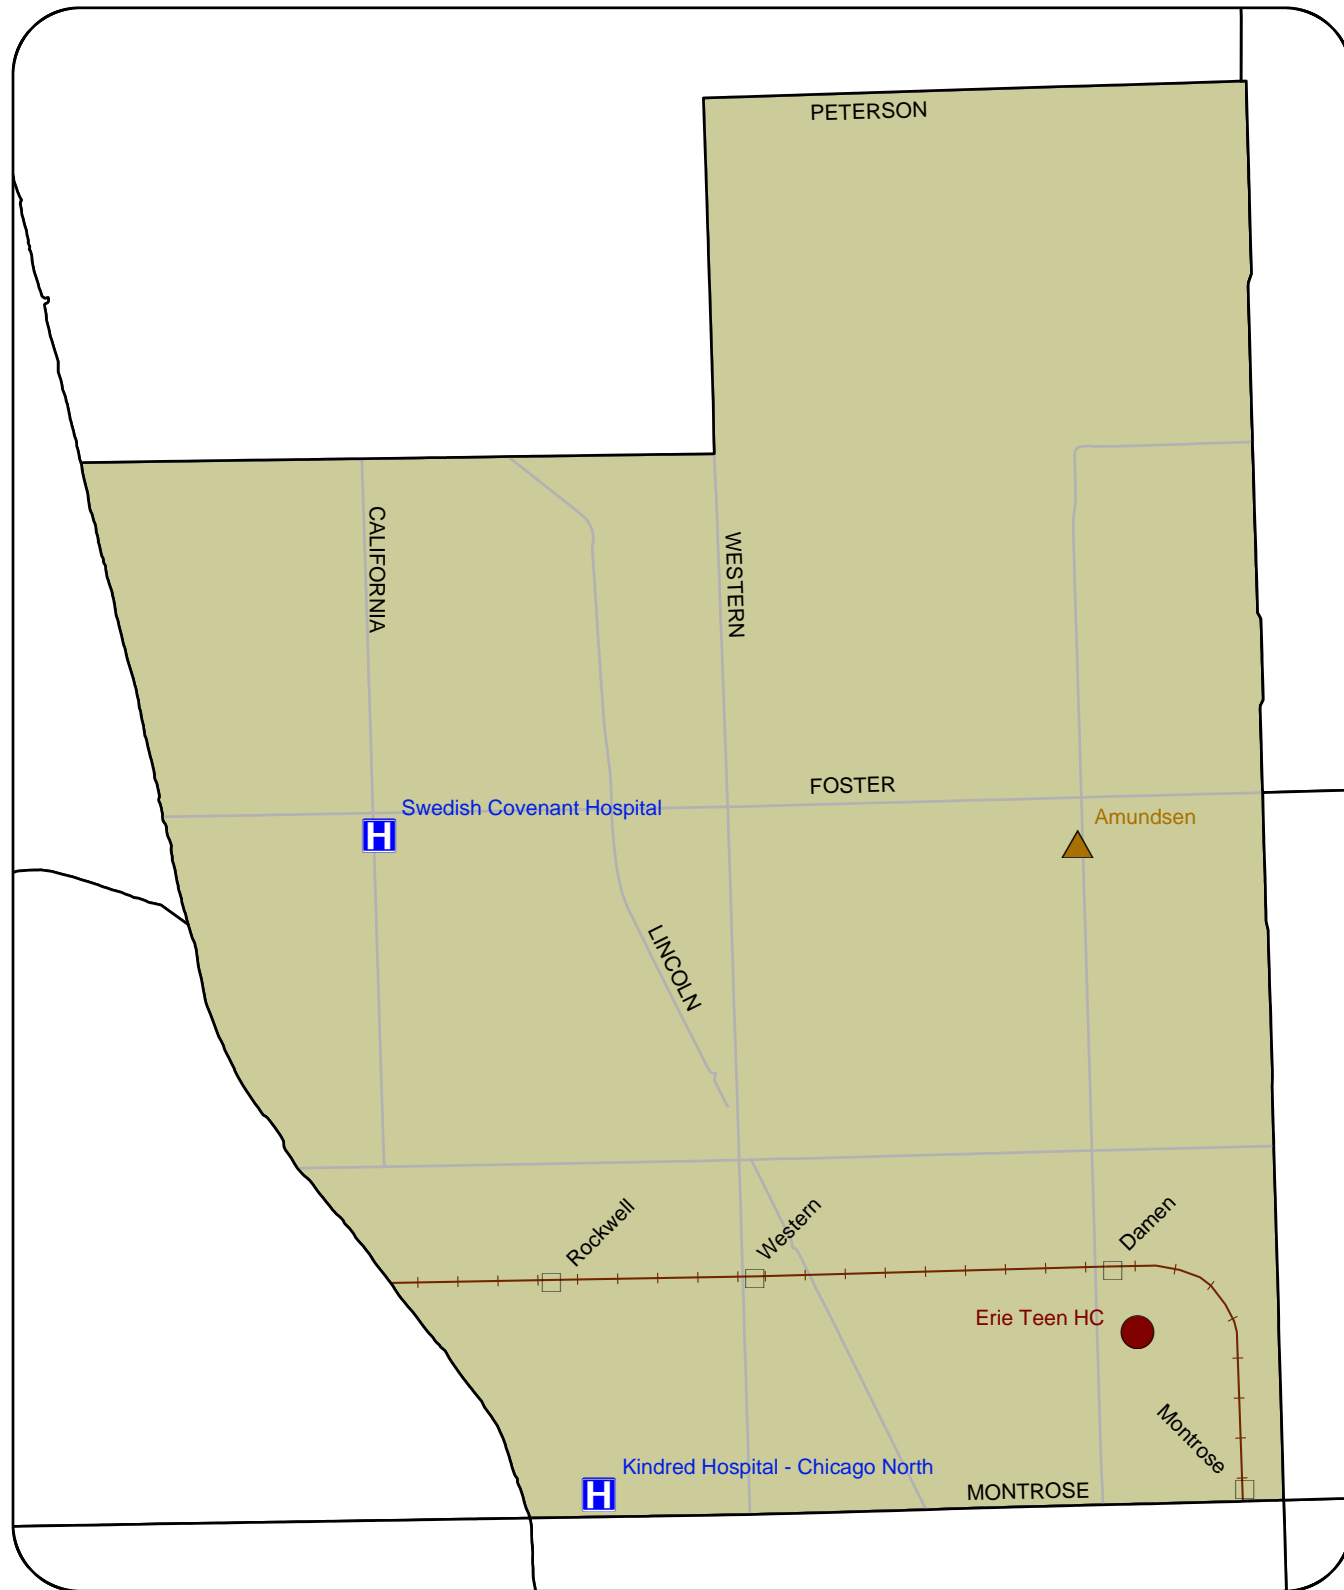 PETERSON
CALIFORNIA
WESTERN
FOSTER
Swedish Covenant Hospital
H
Amundsen
LINCOLN
Rockwell
Western
Damen
Erie Teen HC
Montrose
Kindred Hospital - Chicago North
H
MONTROSE